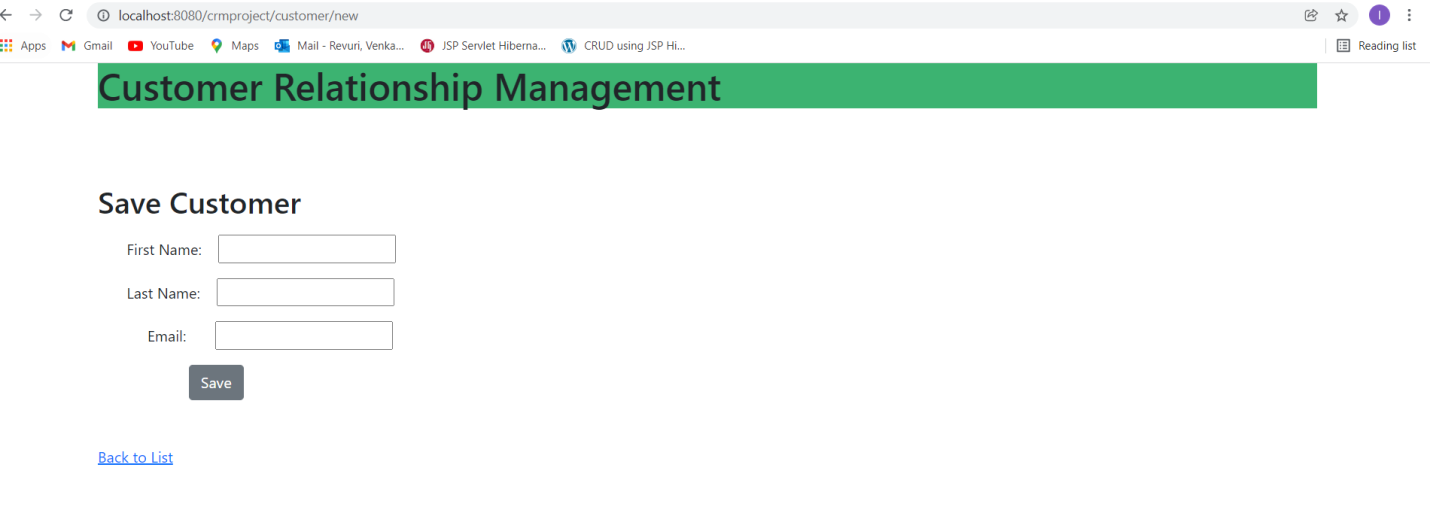 localhost:8080/crmproject/customer/new
Apps Gmail YouTube Maps Mail - Revuri, Venka... JSP Servlet Hiberna... CRUD using JSP Hi... Reading list
Customer Relationship Management
Save Customer
First Name:
Last Name:
Email:
Save
Back to List